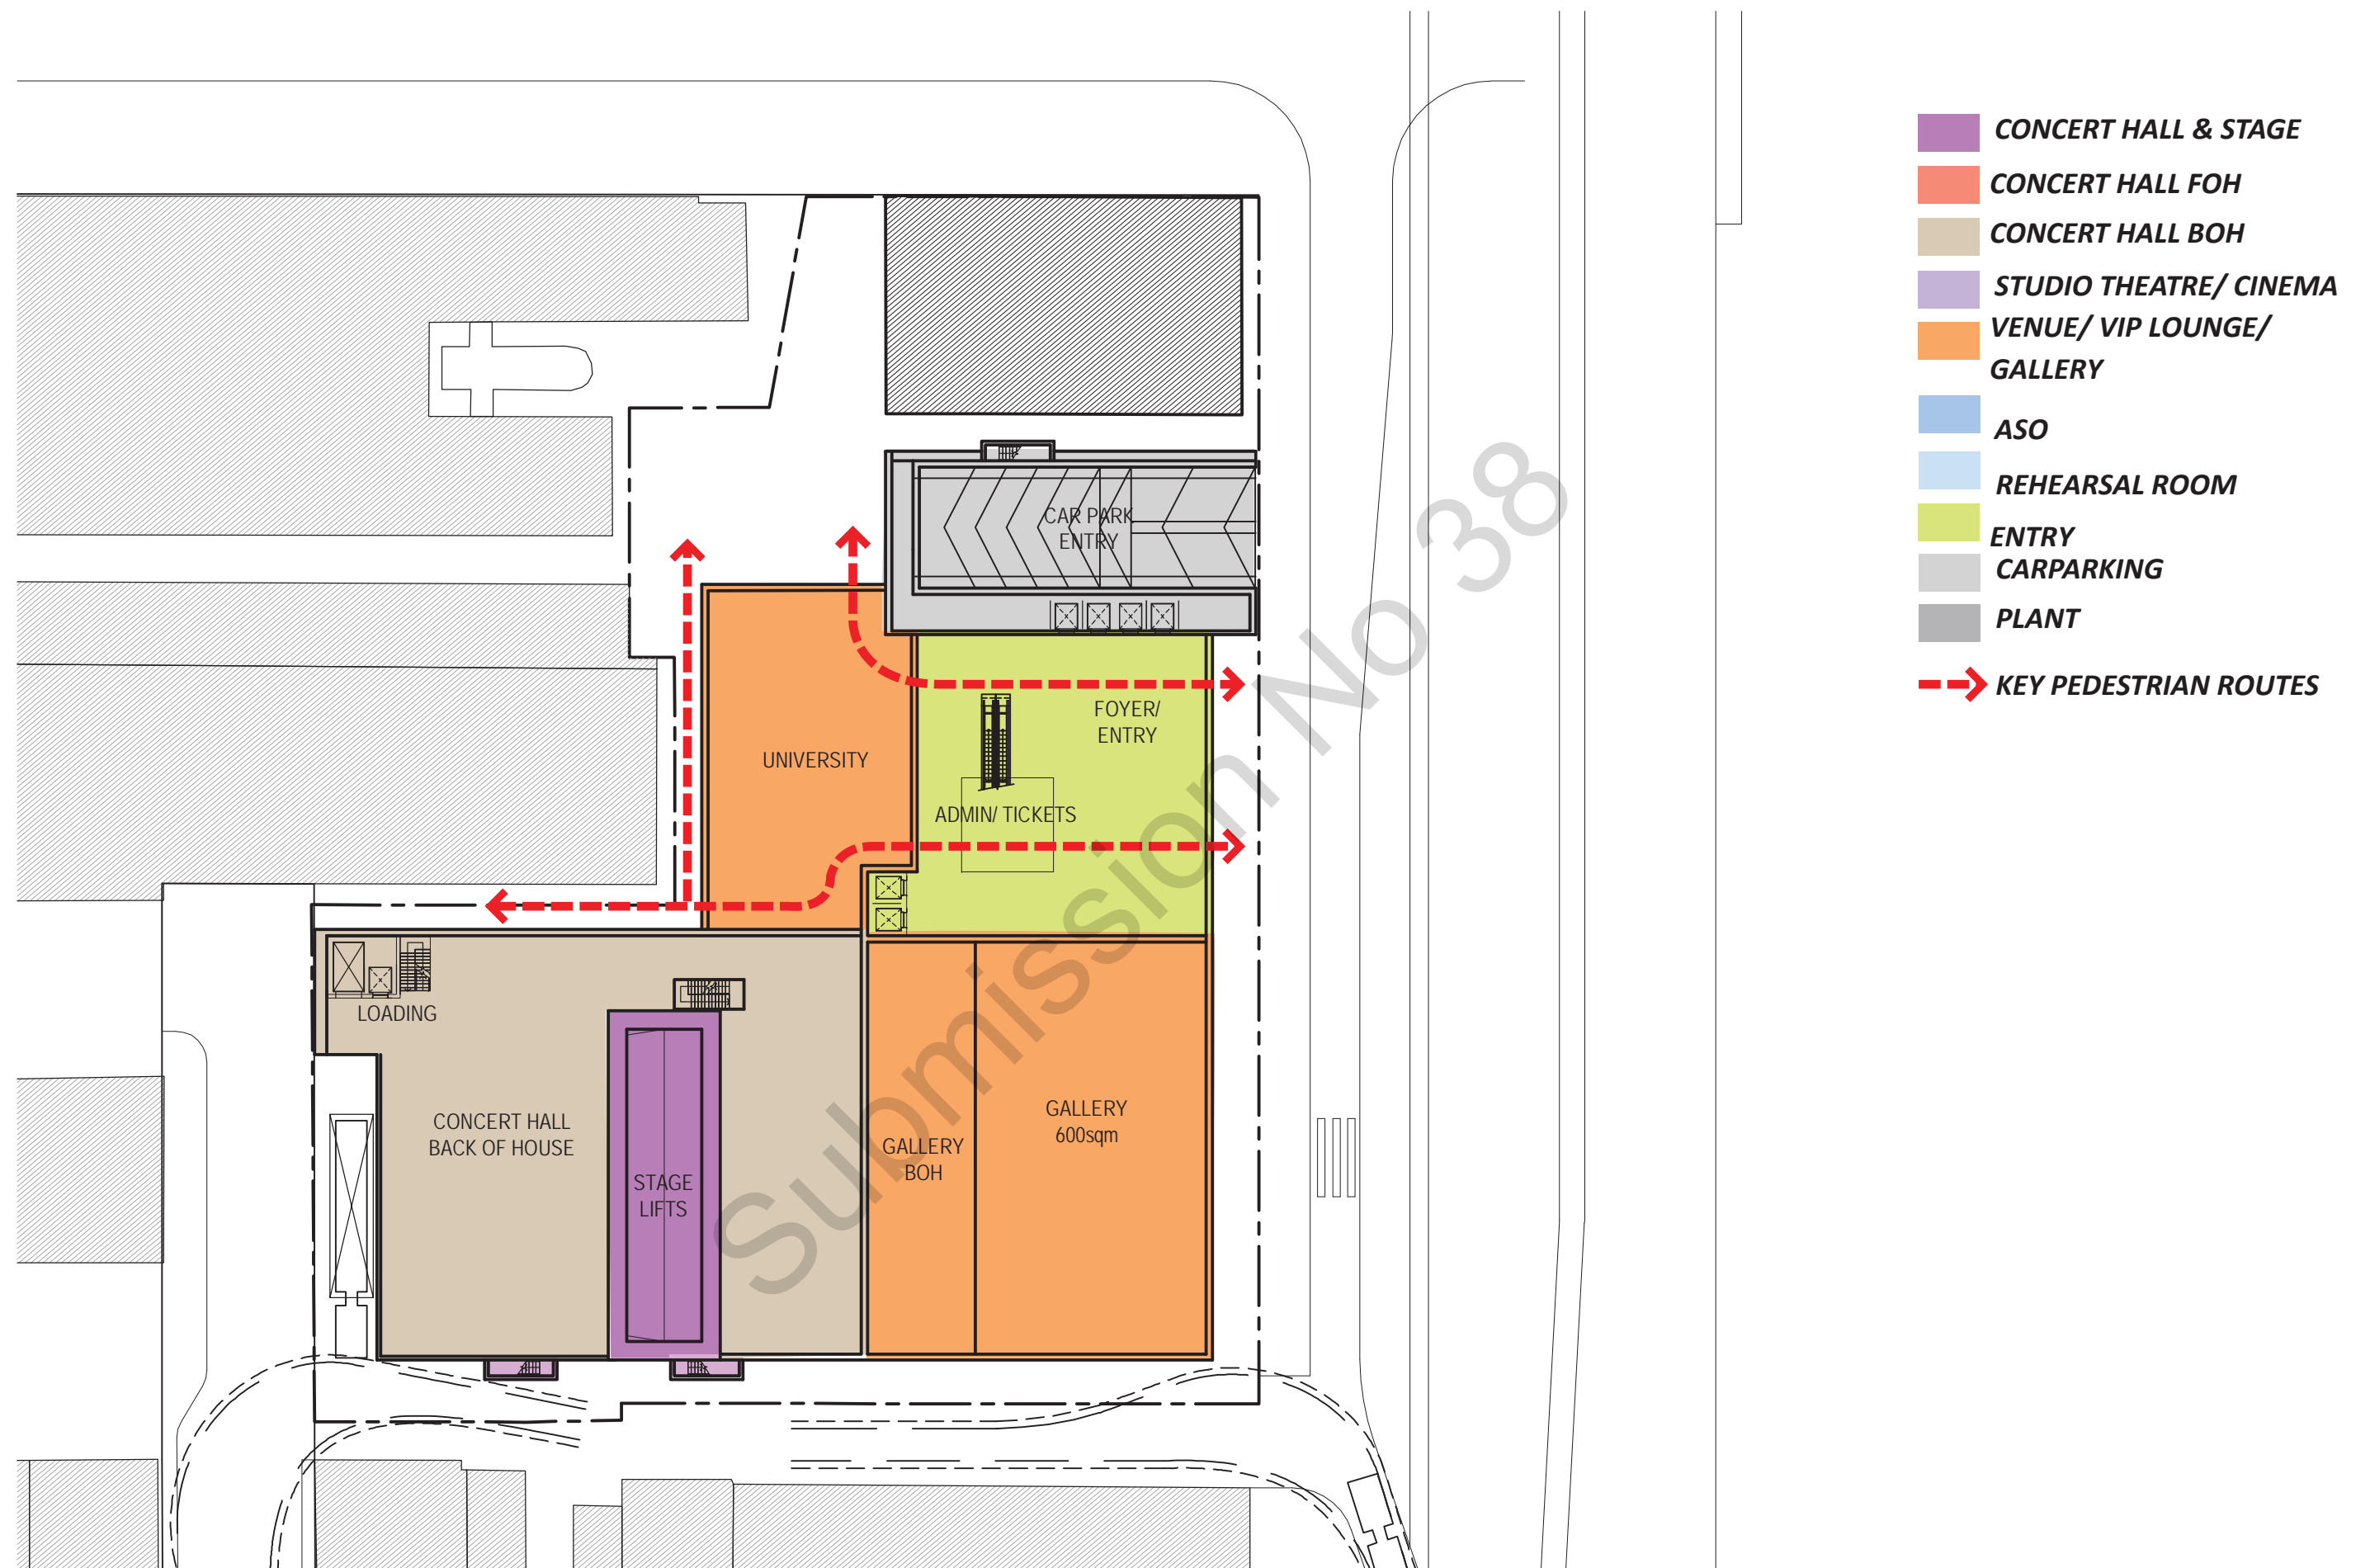 CONCERT HALL & STAGE
CONCERT HALL FOH
CONCERT HALL BOH
STUDIO THEATRE/ CINEMA
VENUE/ VIP LOUNGE/
GALLERY
ASO
REHEARSAL ROOM
ENTRY
CARPARKING
PLANT
KEY PEDESTRIAN ROUTES
CAR PARK
ENTRY
FOYER/
ENTRY
UNIVERSITY
ADMIN/ TICKETS
LOADING
CONCERT HALL
BACK OF HOUSE
STAGE
LIFTS
GALLERY
BOH
GALLERY
600sqm
Submission No 38